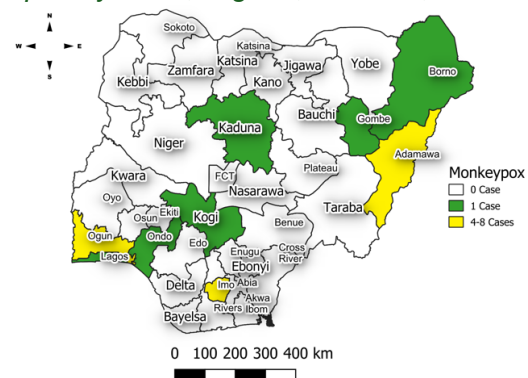 N
W
E
S
Sokoto
Katsina
Zamfara
Katsina
Jigawa
Yobe
Borno
Kebbi
Kano
Bauchi
Gombe
Kaduna
Niger
Adamawa
Plateau
FCT
Kwara
Nasarawa
Oyo
Taraba
Osun
Ekiti
Kogi
Benue
Ogun
Ondo
Edo
Lagos
Enugu
Cross
River
Ebonyi
Delta
Imo
Abia
Akwa
Ibom
Rivers
Bayelsa
Monkeypox
0 Case
1 Case
4-8 Cases
0 100 200 300 400 km